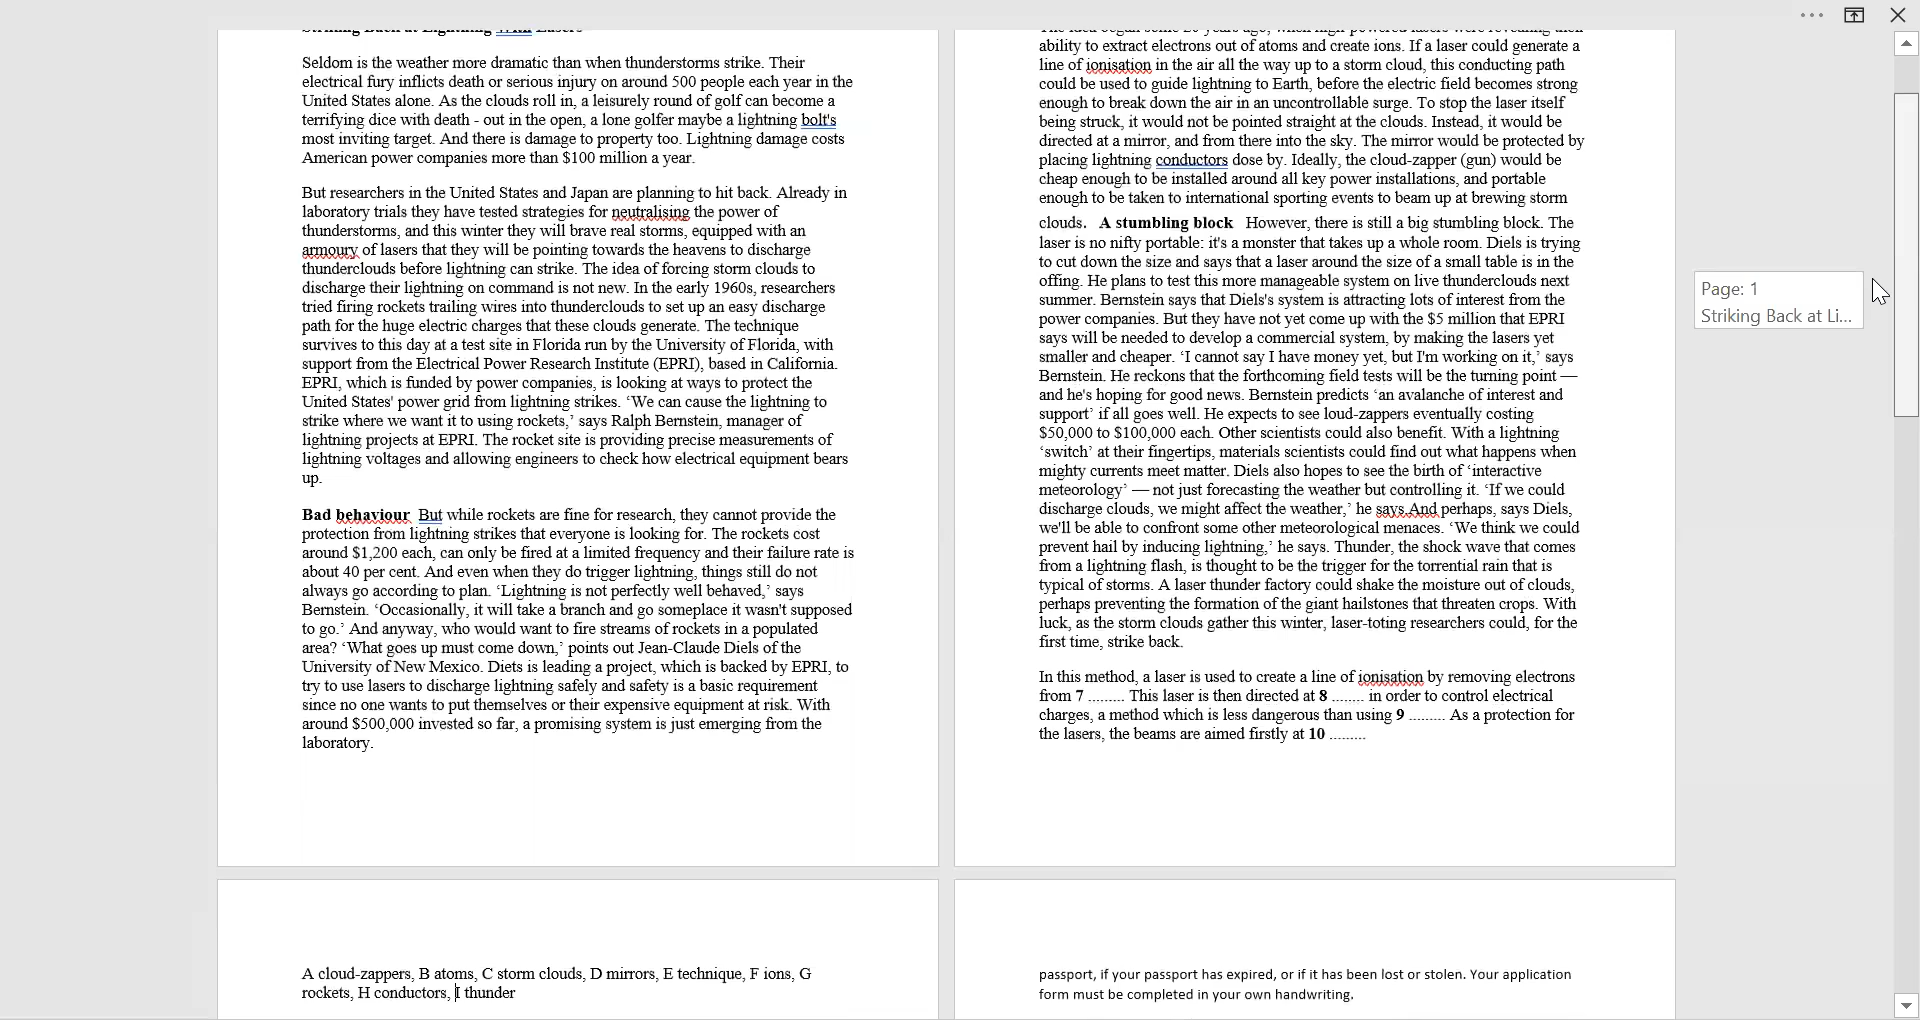 Striking Back at Lightning With Lasers
Seldom is the weather more dramatic than when thunderstorms strike. Their
electrical fury inflicts death or serious injury on around 500 people each year in the
United States alone. As the clouds roll in, a leisurely round of golf can become a
terrifying dice with death - out in the open, a lone golfer maybe a lightning bolt's
most inviting target. And there is damage to property too. Lightning damage costs
American power companies more than $100 million a year.
But researchers in the United States and Japan are planning to hit back. Already in
laboratory trials they have tested strategies for neutralising the power of
thunderstorms, and this winter they will brave real storms, equipped with an
armoury of lasers that they will be pointing towards the heavens to discharge
thunderclouds before lightning can strike. The idea of forcing storm clouds to
discharge their lightning on command is not new. In the early 1960s, researchers
tried firing rockets trailing wires into thunderclouds to set up an easy discharge
path for the huge electric charges that these clouds generate. The technique
survives to this day at a test site in Florida run by the University of Florida, with
support from the Electrical Power Research Institute (EPRI), based in California.
EPRI, which is funded by power companies, is looking at ways to protect the
United States' power grid from lightning strikes. ‘We can cause the lightning to
strike where we want it to using rockets,’ says Ralph Bernstein, manager of
lightning projects at EPRI. The rocket site is providing precise measurements of
lightning voltages and allowing engineers to check how electrical equipment bears
up.
Bad behaviour But while rockets are fine for research, they cannot provide the
protection from lightning strikes that everyone is looking for. The rockets cost
around $1,200 each, can only be fired at a limited frequency and their failure rate is
about 40 per cent. And even when they do trigger lightning, things still do not
always go according to plan. ‘Lightning is not perfectly well behaved,’ says
Bernstein. ‘Occasionally, it will take a branch and go someplace it wasn't supposed
to go.’ And anyway, who would want to fire streams of rockets in a populated
area? ‘What goes up must come down,’ points out Jean-Claude Diels of the
University of New Mexico. Diets is leading a project, which is backed by EPRI, to
try to use lasers to discharge lightning safely and safety is a basic requirement
since no one wants to put themselves or their expensive equipment at risk. With
around $500,000 invested so far, a promising system is just emerging from the
laboratory.
The idea began some 20 years ago, when high-powered lasers were revealing their
ability to extract electrons out of atoms and create ions. If a laser could generate a
line of ionisation in the air all the way up to a storm cloud, this conducting path
could be used to guide lightning to Earth, before the electric field becomes strong
enough to break down the air in an uncontrollable surge. To stop the laser itself
being struck, it would not be pointed straight at the clouds. Instead, it would be
directed at a mirror, and from there into the sky. The mirror would be protected by
placing lightning conductors dose by. Ideally, the cloud-zapper (gun) would be
cheap enough to be installed around all key power installations, and portable
enough to be taken to international sporting events to beam up at brewing storm
clouds. A stumbling block However, there is still a big stumbling block. The
laser is no nifty portable: it's a monster that takes up a whole room. Diels is trying
to cut down the size and says that a laser around the size of a small table is in the
offing. He plans to test this more manageable system on live thunderclouds next
summer. Bernstein says that Diels's system is attracting lots of interest from the
power companies. But they have not yet come up with the $5 million that EPRI
says will be needed to develop a commercial system, by making the lasers yet
smaller and cheaper. ‘I cannot say I have money yet, but I'm working on it,’ says
Bernstein. He reckons that the forthcoming field tests will be the turning point —
and he's hoping for good news. Bernstein predicts ‘an avalanche of interest and
support’ if all goes well. He expects to see loud-zappers eventually costing
$50,000 to $100,000 each. Other scientists could also benefit. With a lightning
‘switch’ at their fingertips, materials scientists could find out what happens when
mighty currents meet matter. Diels also hopes to see the birth of ‘interactive
meteorology’ — not just forecasting the weather but controlling it. ‘If we could
discharge clouds, we might affect the weather,’ he says.And perhaps, says Diels,
we'll be able to confront some other meteorological menaces. ‘We think we could
prevent hail by inducing lightning,’ he says. Thunder, the shock wave that comes
from a lightning flash, is thought to be the trigger for the torrential rain that is
typical of storms. A laser thunder factory could shake the moisture out of clouds,
perhaps preventing the formation of the giant hailstones that threaten crops. With
luck, as the storm clouds gather this winter, laser-toting researchers could, for the
first time, strike back.
In this method, a laser is used to create a line of ionisation by removing electrons
from 7 ......... This laser is then directed at 8 ........ in order to control electrical
charges, a method which is less dangerous than using 9 ......... As a protection for
the lasers, the beams are aimed firstly at 10 .........
Page: 1
Striking Back at Li...
A cloud-zappers, B atoms, C storm clouds, D mirrors, E technique, F ions, G
rockets, H conductors, I thunder
passport, if your passport has expired, or if it has been lost or stolen. Your application
form must be completed in your own handwriting.